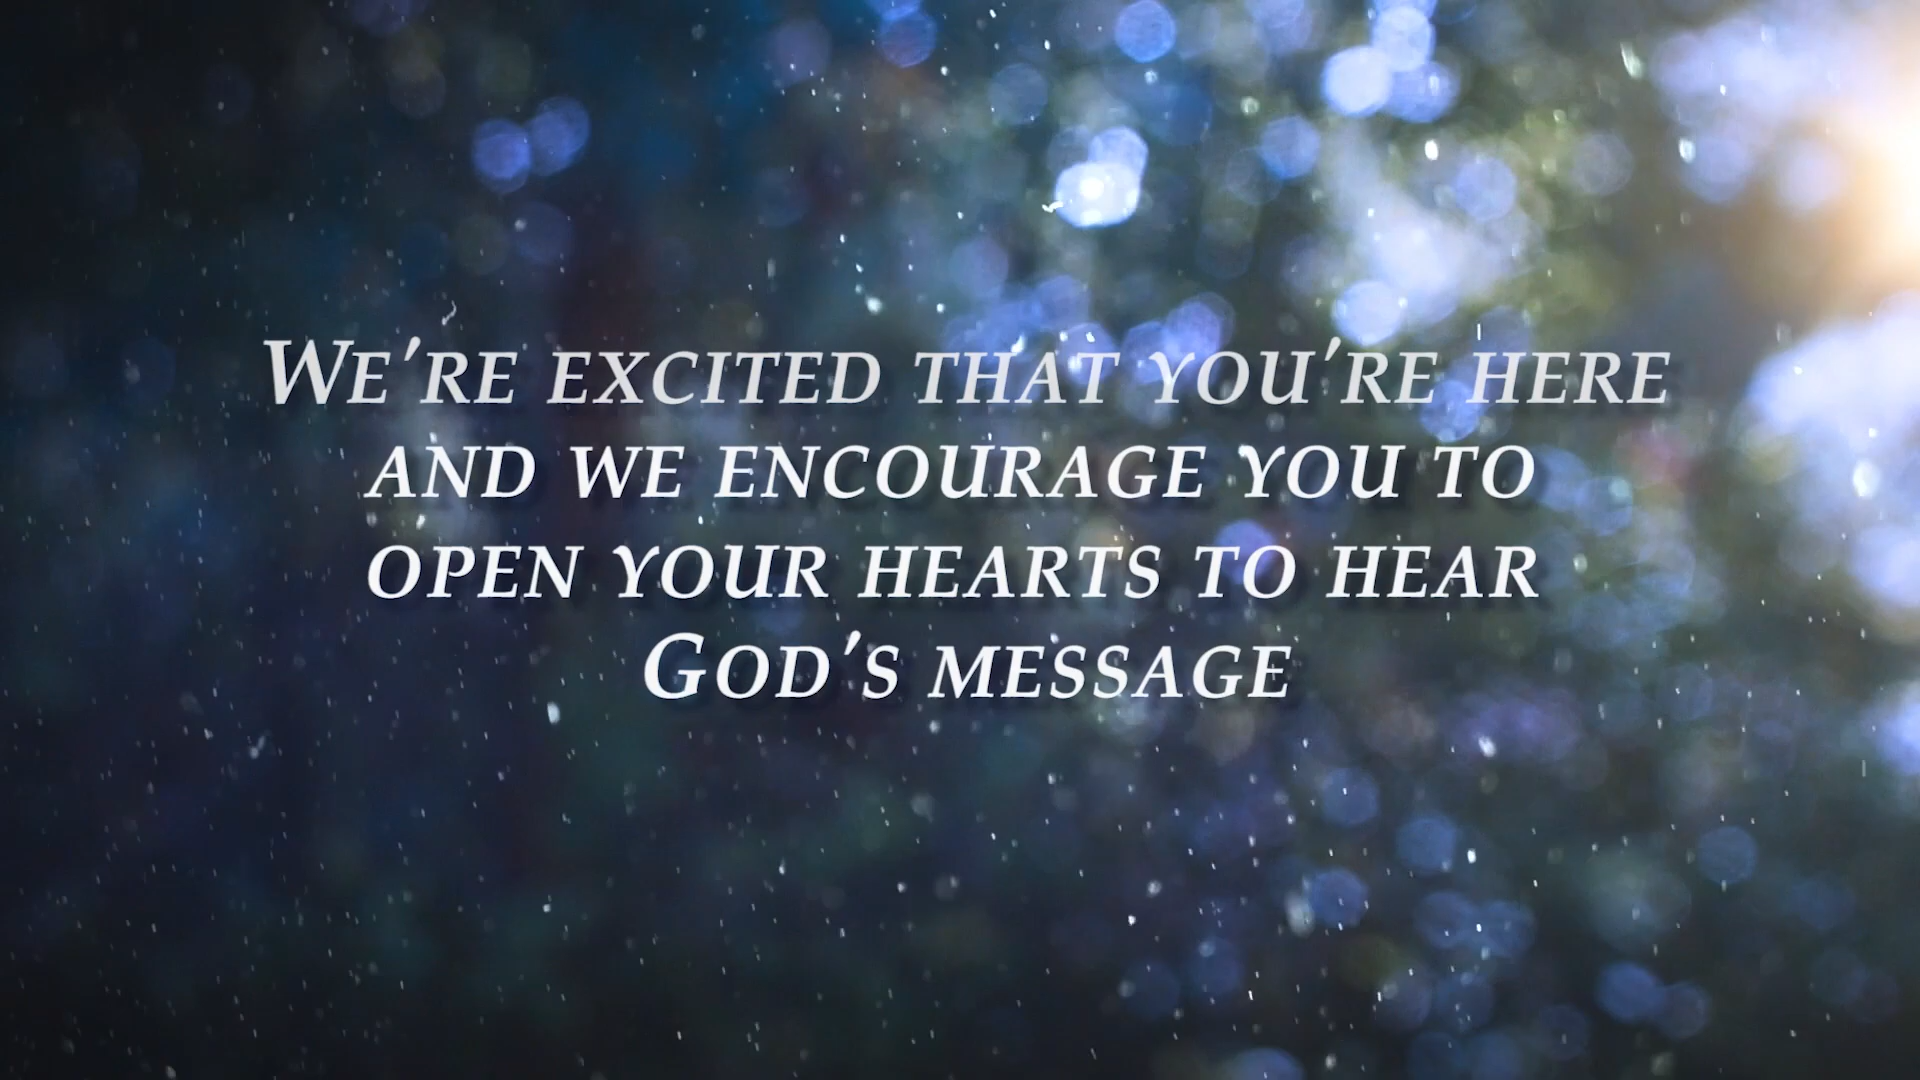 We're excited that you're here
and we encourage you to
open your hearts to hear
God's message